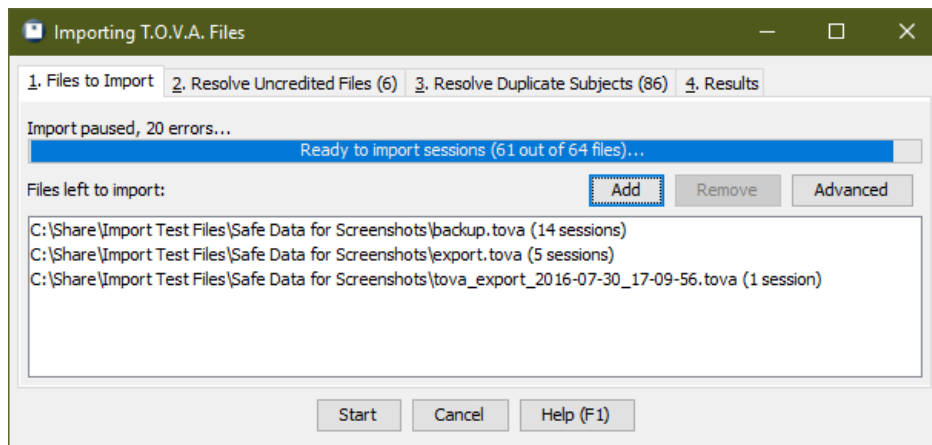 Importing T.O.V.A. Files
1. Files to Import 2. Resolve Uncredited Files (6) 3. Resolve Duplicate Subjects (86) 4. Results
Import paused, 20 errors...
Ready to import sessions (61 out of 64 files)...
Files left to import: Add Remove Advanced
C:\Share\Import Test Files\Safe Data for Screenshots\backup.tova (14 sessions)
C:\Share\Import Test Files\Safe Data for Screenshots\export.tova (5 sessions)
C:\Share\Import Test Files\Safe Data for Screenshots\tova_export_2016-07-30_17-09-56.tova (1 session)
Start Cancel Help (F1)